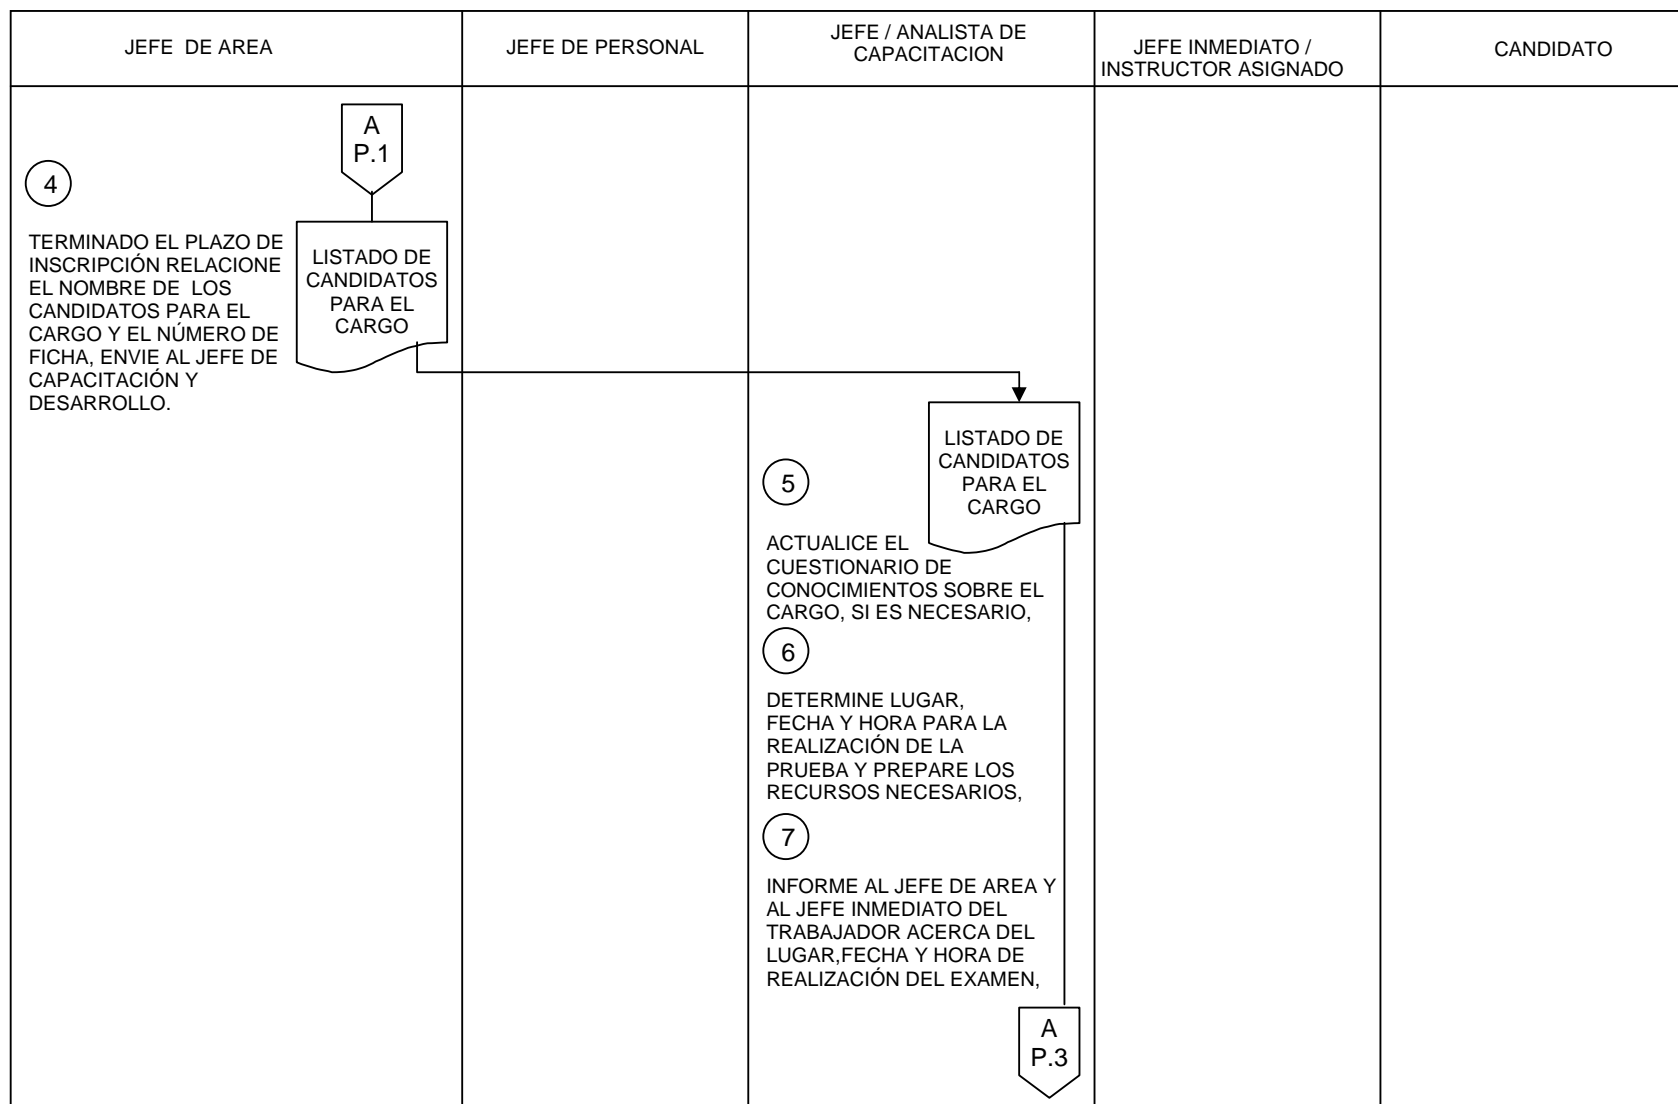 JEFE DE AREA
JEFE DE PERSONAL
JEFE / ANALISTA DE
CAPACITACION
JEFE INMEDIATO /
INSTRUCTOR ASIGNADO
CANDIDATO
A
P.1
4
TERMINADO EL PLAZO DE
INSCRIPCIÓN RELACIONE
EL NOMBRE DE LOS
CANDIDATOS PARA EL
CARGO Y EL NÚMERO DE
FICHA, ENVIE AL JEFE DE
CAPACITACIÓN Y
DESARROLLO.
LISTADO DE
CANDIDATOS
PARA EL
CARGO
LISTADO DE
CANDIDATOS
PARA EL
CARGO
5
ACTUALICE EL
CUESTIONARIO DE
CONOCIMIENTOS SOBRE EL
CARGO, SI ES NECESARIO,
6
DETERMINE LUGAR,
FECHA Y HORA PARA LA
REALIZACIÓN DE LA
PRUEBA Y PREPARE LOS
RECURSOS NECESARIOS,
7
INFORME AL JEFE DE AREA Y
AL JEFE INMEDIATO DEL
TRABAJADOR ACERCA DEL
LUGAR,FECHA Y HORA DE
REALIZACIÓN DEL EXAMEN,
A
P.3